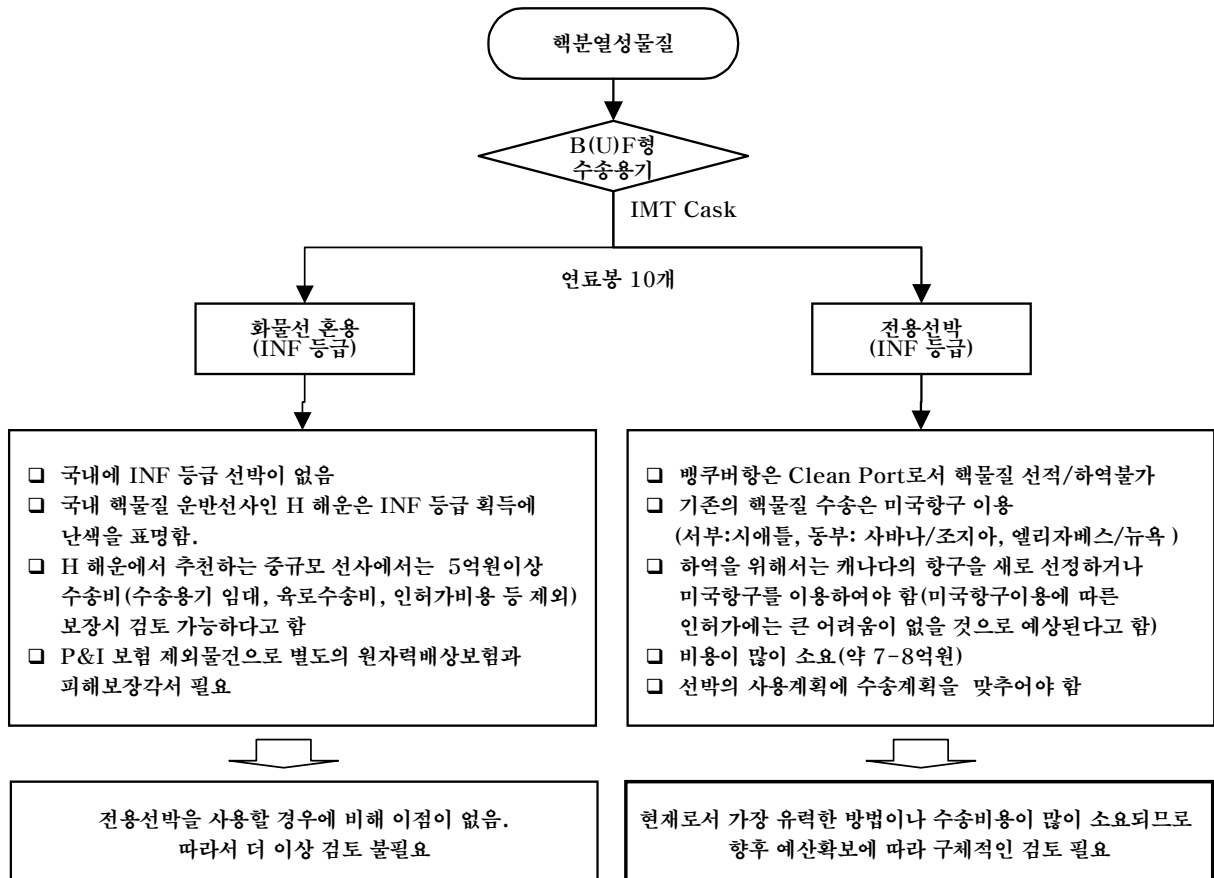 핵분열성물질
B(U)F형
수송용기
IMT Cask
연료봉 10개
화물선 혼용
(INF 등급)
전용선박
(INF 등급)
❑ 국내에 INF 등급 선박이 없음
❑ 국내 핵물질 운반선사인 H 해운은 INF 등급 획득에
난색을 표명함.
❑ H 해운에서 추천하는 중규모 선사에서는 5억원이상
수송비(수송용기 임대, 육로수송비, 인허가비용 등 제외)
보장시 검토 가능하다고 함
❑ P&I 보험 제외물건으로 별도의 원자력배상보험과
피해보장각서 필요
❑ 뱅쿠버항은 Clean Port로서 핵물질 선적/하역불가
❑ 기존의 핵물질 수송은 미국항구 이용
(서부:시애틀, 동부: 사바나/조지아, 엘리자베스/뉴욕 )
❑ 하역을 위해서는 캐나다의 항구을 새로 선정하거나
미국항구를 이용하여야 함(미국항구이용에 따른
인허가에는 큰 어려움이 없을 것으로 예상된다고 함)
❑ 비용이 많이 소요(약 7-8억원)
❑ 선박의 사용계획에 수송계획을 맞추어야 함
전용선박을 사용할 경우에 비해 이점이 없음.
따라서 더 이상 검토 불필요
현재로서 가장 유력한 방법이나 수송비용이 많이 소요되므로
향후 예산확보에 따라 구체적인 검토 필요